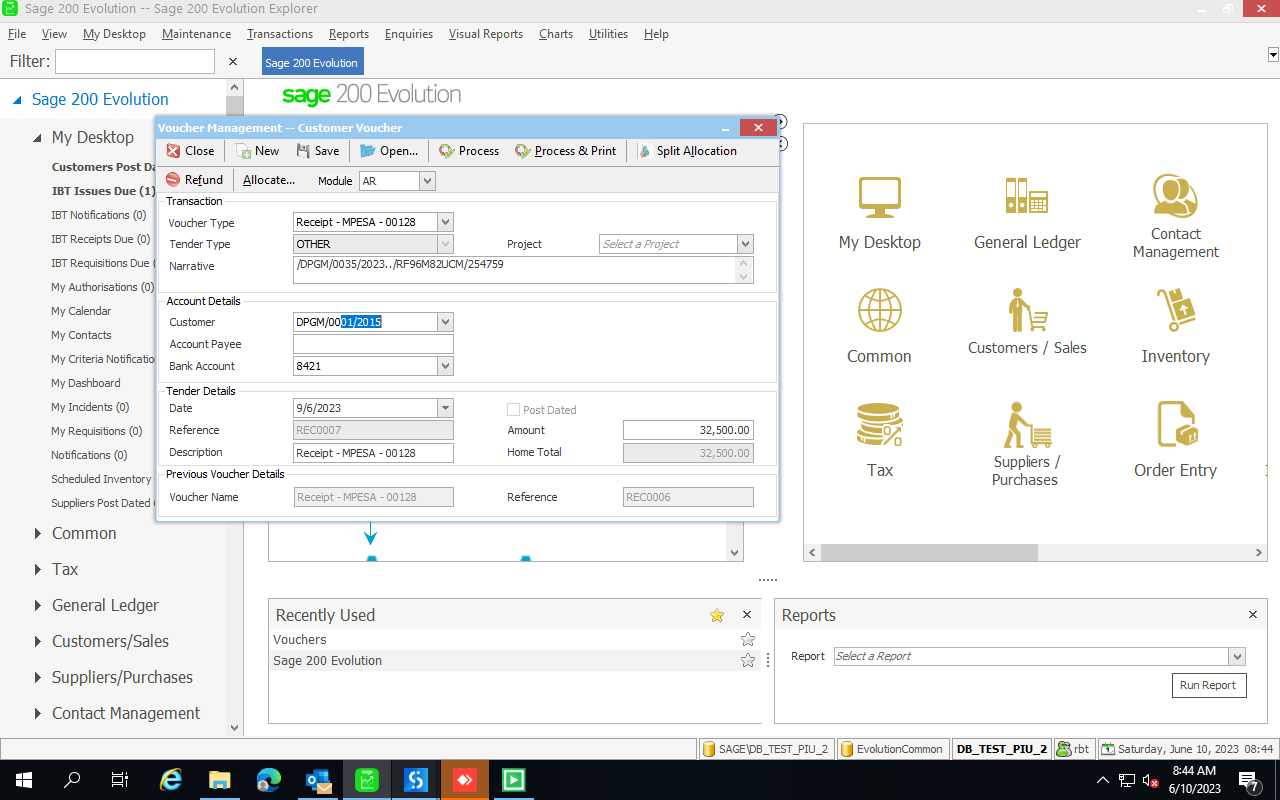 Sage 200 Evolution -- Sage 200 Evolution Explorer
File View My Desktop Maintenance Transactions Reports Enquiries Visual Reports Charts Utilities Help
Filter:
Sage 200 Evolution
Sage 200 Evolution
My Desktop
Customers Post Da
IBT Issues Due (1)
IBT Notifications (0)
IBT Receipts Due (0)
IBT Requisitions Due (
My Authorisations (0)
My Calendar
My Contacts
My Criteria Notificatio
My Dashboard
My Incidents (0)
My Requisitions (0)
Notifications (0)
Scheduled Inventory
Suppliers Post Dated
Common
Tax
General Ledger
Customers/Sales
Suppliers/Purchases
Contact Management
sage 200 Evolution
Voucher Management -- Customer Voucher
Close New Save Open... Process Process & Print Split Allocation
Refund Allocate... Module AR
Transaction
Voucher Type Receipt - MPESA - 00128
Tender Type OTHER Project Select a Project
Narrative /DPGM/0035/2023../RF96M82UCM/254759
Account Details
Customer DPGM/0001/2015
Account Payee
Bank Account 8421
Tender Details
Date 9/6/2023 Post Dated
Reference REC0007 Amount 32,500.00
Description Receipt - MPESA - 00128 Home Total 32,500.00
Previous Voucher Details
Voucher Name Receipt - MPESA - 00128 Reference REC0006
My Desktop
General Ledger
Contact
Management
Common
Customers / Sales
Inventory
Tax
Suppliers /
Purchases
Order Entry
Recently Used
Vouchers
Sage 200 Evolution
Reports
Report Select a Report
Run Report
SAGE\DB_TEST_PIU_2 EvolutionCommon DB_TEST_PIU_2 rbt Saturday, June 10, 2023 08:44
sage
8:44 AM
6/10/2023
7